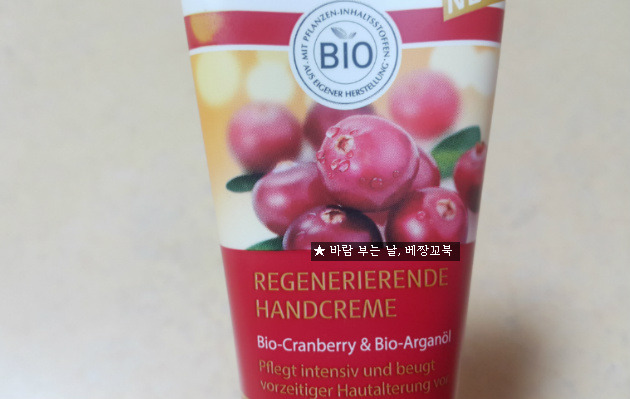 NE
MIT PFLANZEN-INHALTSSTOFFEN
BIO
AUS EIGENER HERSTELLUNG
★ 바람 부는 날, 베짱꼬북
REGENERIERENDE
HANDCREME
Bio-Cranberry & Bio-Arganöl
Pflegt intensiv und beugt
vorzeitiger Hautalterung vor